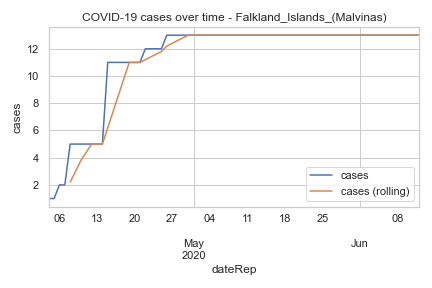 COVID-19 cases over time - Falkland_Islands_(Malvinas)
cases
12
10
8
6
4
2
cases
cases (rolling)
06 13 20 27 04 11 18 25 08
May Jun
2020
dateRep